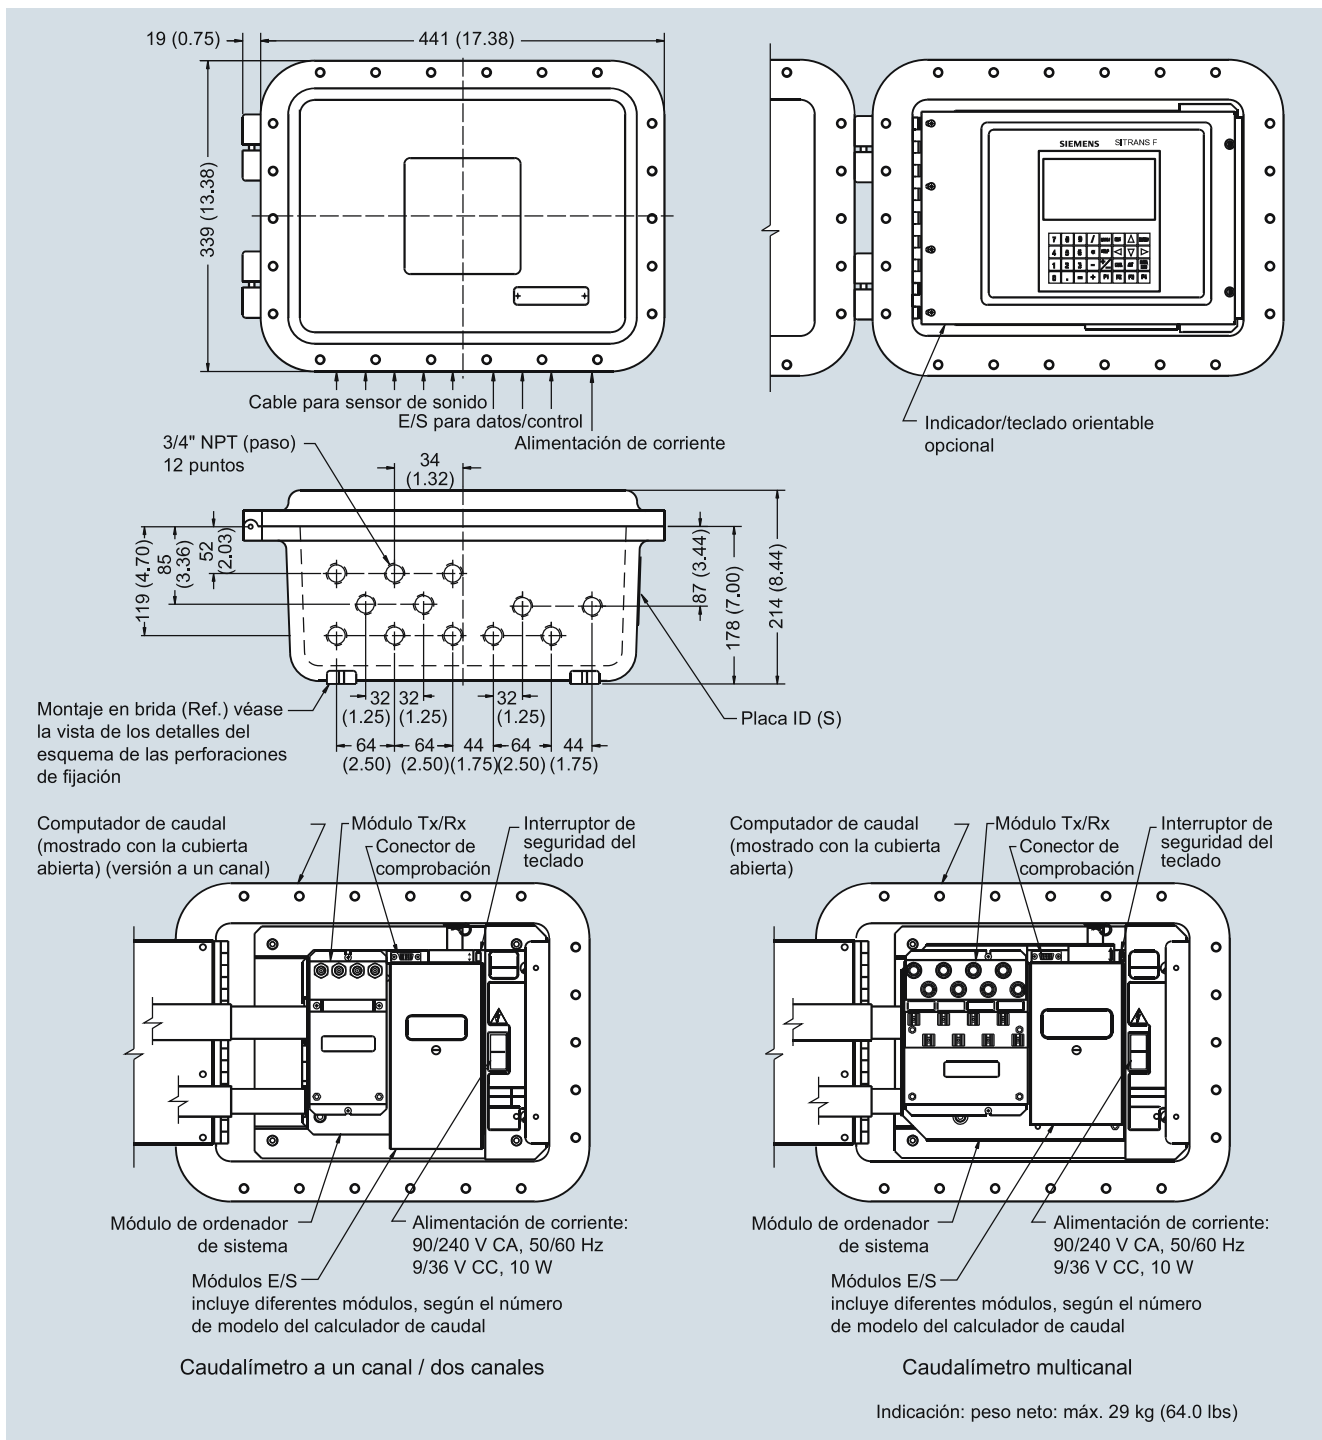 19 (0.75)
441 (17.38)
339 (13.38)
SIEMENS SITRANS F
Cable para sensor de sonido
E/S para datos/control
Alimentación de corriente
Indicador/teclado orientable
opcional
3/4" NPT (paso)
12 puntos
34
(1.32)
119 (4.70)
85
(3.36)
52
(2.03)
87 (3.44)
178 (7.00)
214 (8.44)
32
(1.25)
32
(1.25)
32
(1.25)
64
(2.50)
64
(2.50)
44
(1.75)
64
(2.50)
44
(1.75)
Placa ID (S)
Montaje en brida (Ref.) véase
la vista de los detalles del
esquema de las perforaciones
de fijación
Computador de caudal
(mostrado con la cubierta
abierta) (versión a un canal)
Módulo Tx/Rx
Conector de
comprobación
Interruptor de
seguridad del
teclado
Módulo de ordenador
de sistema
Alimentación de corriente:
90/240 V CA, 50/60 Hz
9/36 V CC, 10 W
Módulos E/S
incluye diferentes módulos, según el número
de modelo del calculador de caudal
Caudalímetro a un canal / dos canales
Computador de caudal
(mostrado con la cubierta
abierta)
Módulo Tx/Rx
Conector de
comprobación
Interruptor de
seguridad del
teclado
Módulo de ordenador
de sistema
Alimentación de corriente:
90/240 V CA, 50/60 Hz
9/36 V CC, 10 W
Módulos E/S
incluye diferentes módulos, según el número
de modelo del calculador de caudal
Caudalímetro multicanal
Indicación: peso neto: máx. 29 kg (64.0 lbs)